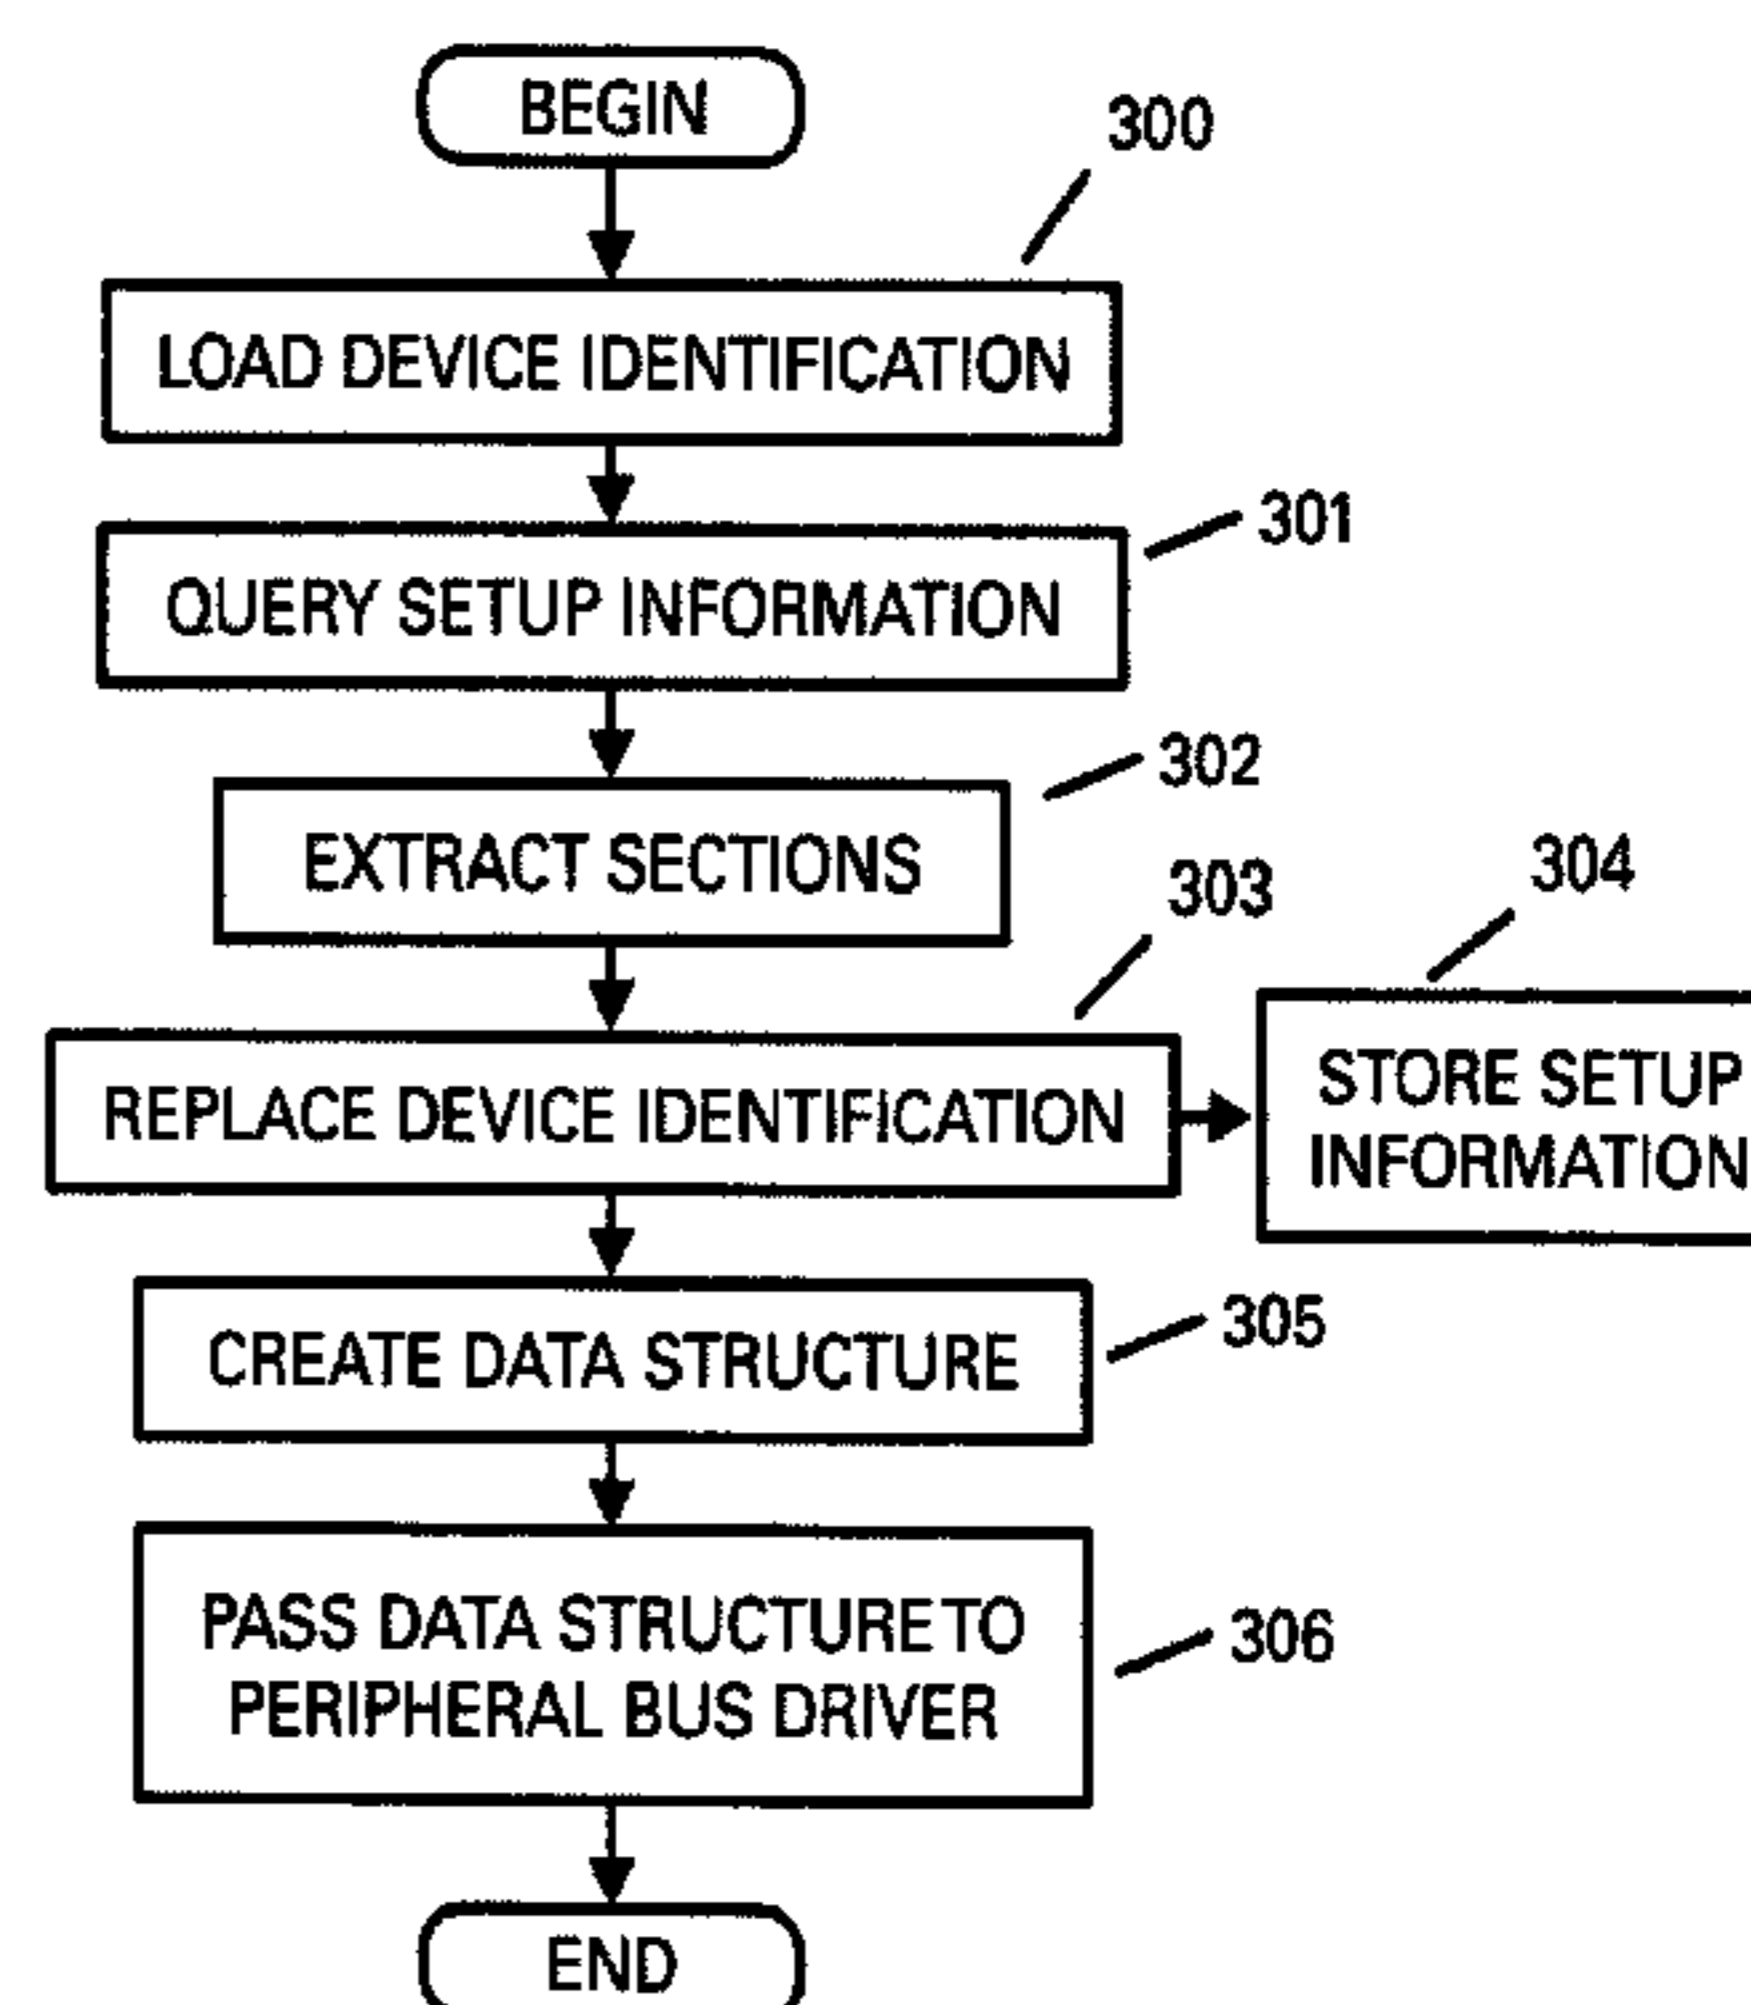 BEGIN
300
LOAD DEVICE IDENTIFICATION
301
QUERY SETUP INFORMATION
302
EXTRACT SECTIONS
303
304
REPLACE DEVICE IDENTIFICATION
STORE SETUP
INFORMATION
305
CREATE DATA STRUCTURE
306
PASS DATA STRUCTURE TO
PERIPHERAL BUS DRIVER
END